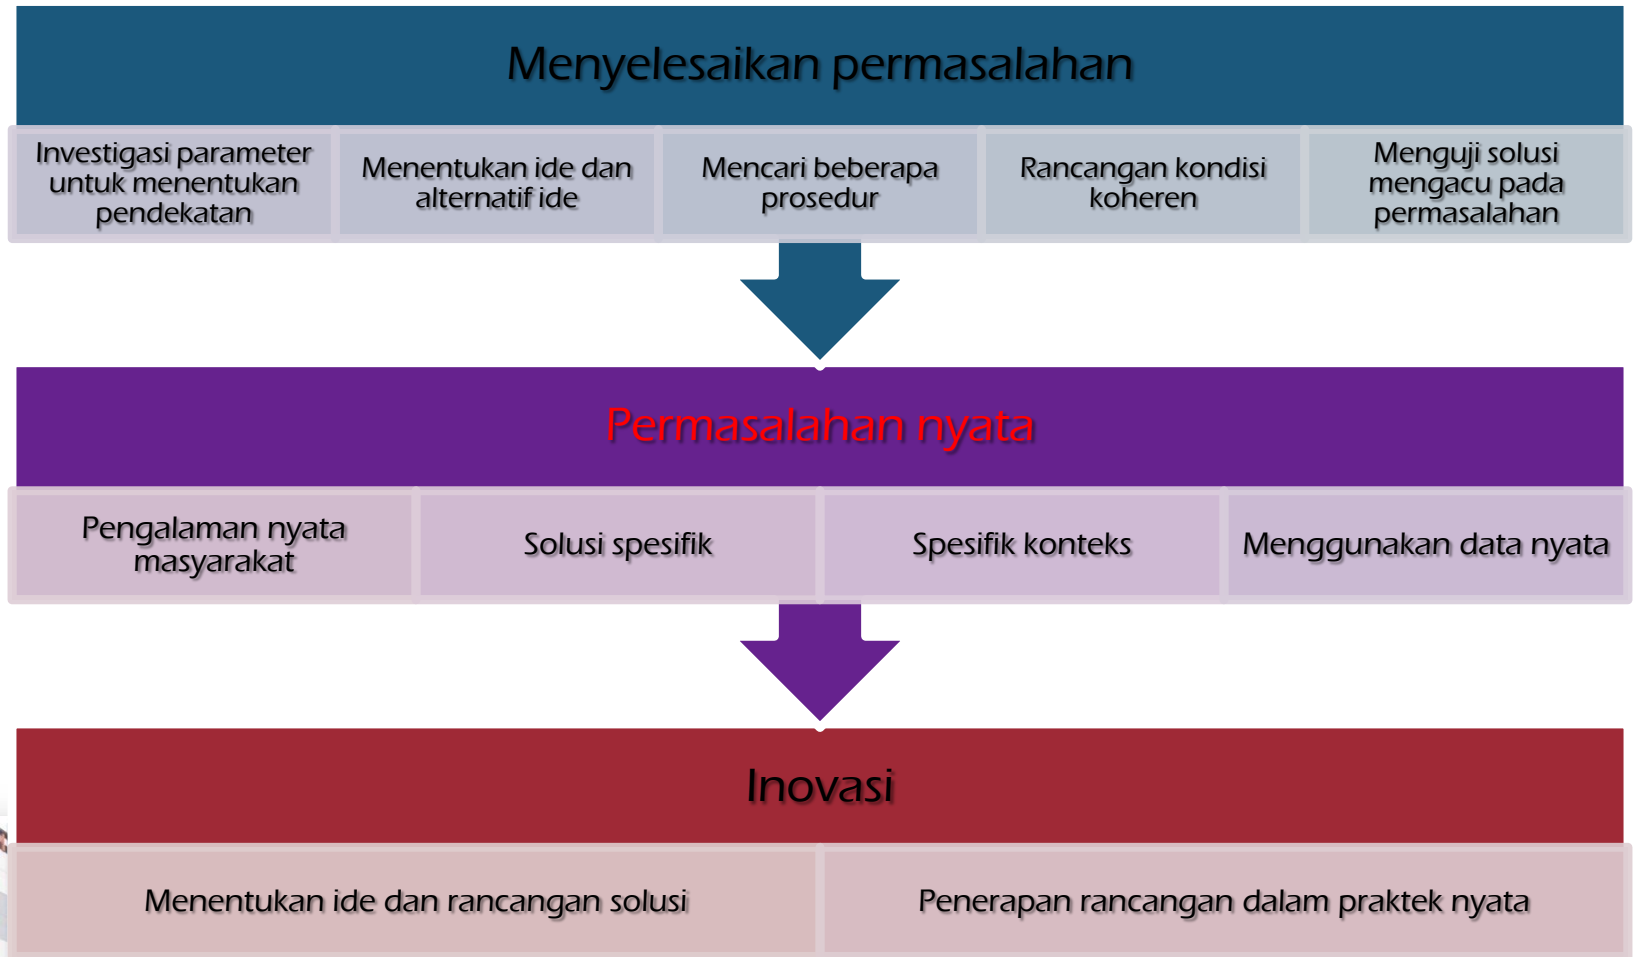 Menyelesaikan permasalahan
Investigasi parameter
untuk menentukan
pendekatan
Menentukan ide dan
alternatif ide
Mencari beberapa
prosedur
Rancangan kondisi
koheren
Menguji solusi
mengacu pada
permasalahan
Permasalahan nyata
Pengalaman nyata
masyarakat
Solusi spesifik
Spesifik konteks
Menggunakan data nyata
Inovasi
Menentukan ide dan rancangan solusi
Penerapan rancangan dalam praktek nyata